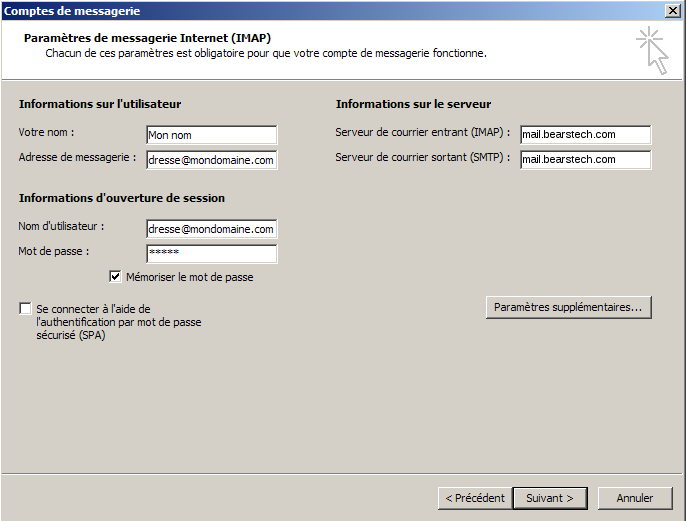 Comptes de messagerie
Paramètres de messagerie Internet (IMAP)
Chacun de ces paramètres est obligatoire pour que votre compte de messagerie fonctionne.
Informations sur l'utilisateur
Votre nom :
Mon nom
Adresse de messagerie :
dresse@mondomaine.com
Informations sur le serveur
Serveur de courrier entrant (IMAP) :
mail.bearstech.com
Serveur de courrier sortant (SMTP) :
mail.bearstech.com
Informations d'ouverture de session
Nom d'utilisateur :
dresse@mondomaine.com
Mot de passe :
*****
Mémoriser le mot de passe
Se connecter à l'aide de
l'authentification par mot de passe
sécurisé (SPA)
Paramètres supplémentaires...
< Précédent
Suivant >
Annuler